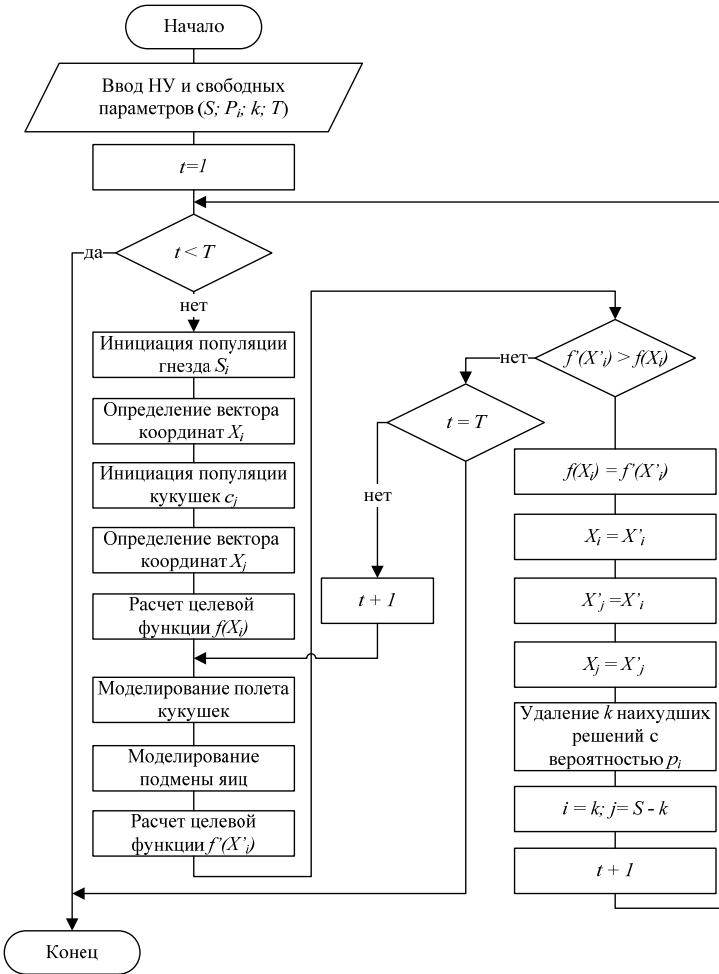 Начало
Ввод НУ и свободных
параметров (S; Pi; k; T)
t=1
t < T
да
нет
Инициация популяции
гнезда Si
Определение вектора
координат Xi
Инициация популяции
кукушек cj
Определение вектора
координат Xj
Расчет целевой
функции f(Xi)
Моделирование полета
кукушек
Моделирование
подмены яиц
Расчет целевой
функции f'(X'i)
Конец
f'(X'i) > f(Xi)
нет
t = T
нет
t + 1
f(Xi) = f'(X'i)
Xi = X'i
X'j =X'i
Xj = X'j
Удаление k наихудших
решений с
вероятностью pi
i = k; j= S - k
t + 1